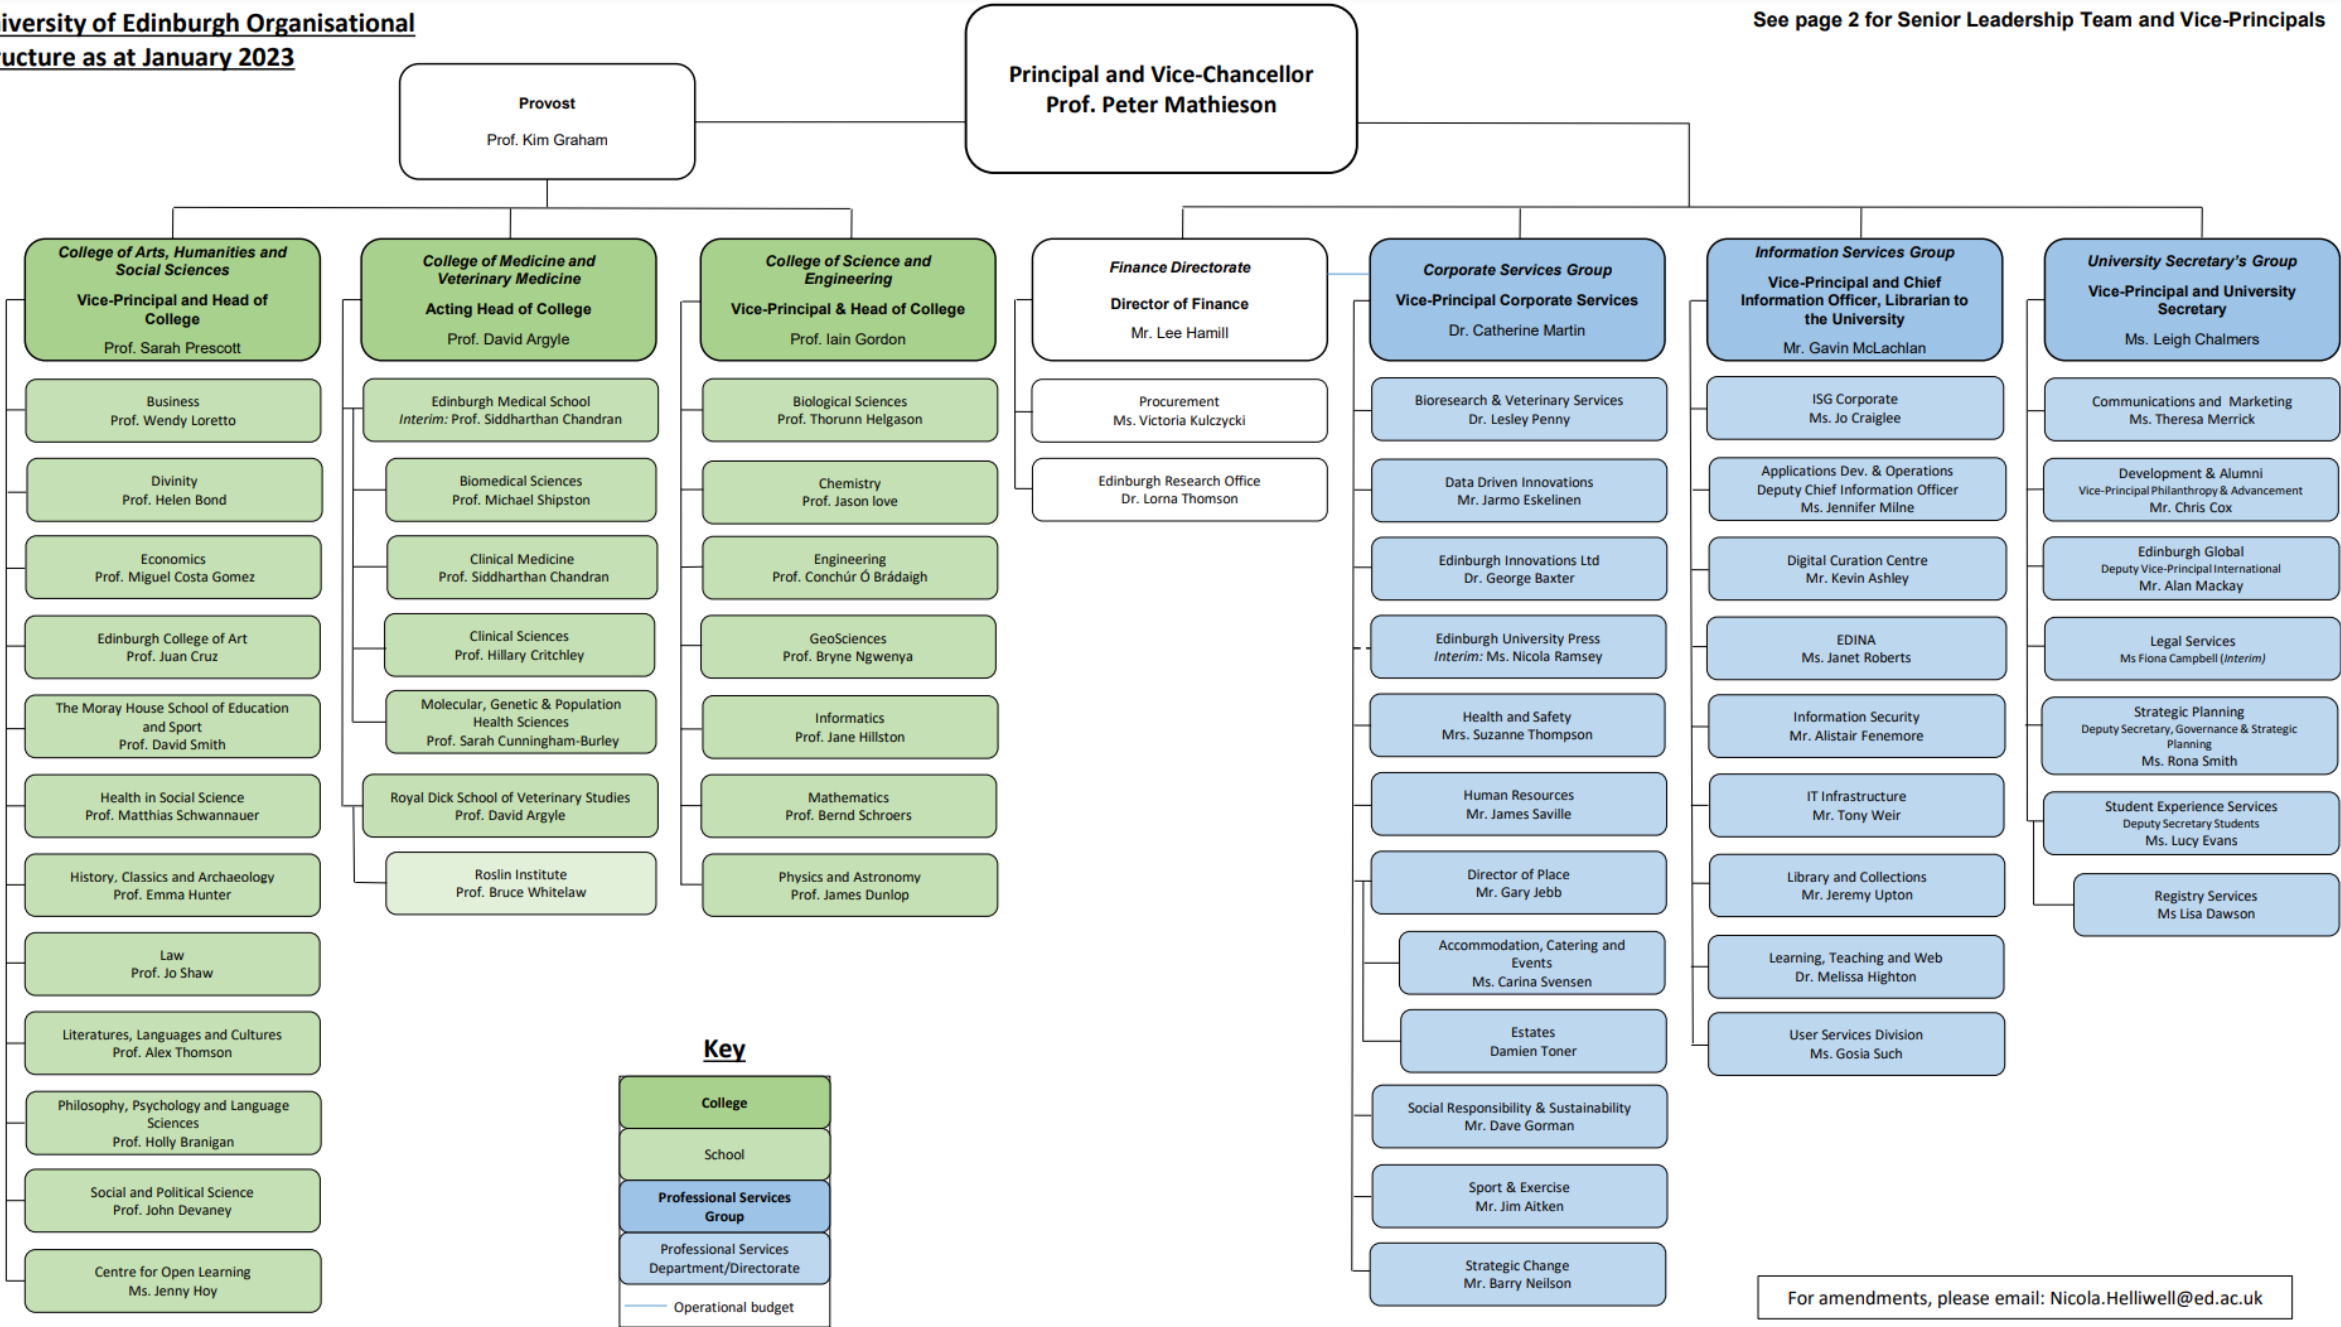 iversity of Edinburgh Organisational
ucture as at January 2023
See page 2 for Senior Leadership Team and Vice-Principals
Principal and Vice-Chancellor
Prof. Peter Mathieson
Provost
Prof. Kim Graham
College of Arts, Humanities and
Social Sciences
Vice-Principal and Head of
College
Prof. Sarah Prescott
Business
Prof. Wendy Loretto
Divinity
Prof. Helen Bond
Economics
Prof. Miguel Costa Gomez
Edinburgh College of Art
Prof. Juan Cruz
The Moray House School of Education
and Sport
Prof. David Smith
Health in Social Science
Prof. Matthias Schwannauer
History, Classics and Archaeology
Prof. Emma Hunter
Law
Prof. Jo Shaw
Literatures, Languages and Cultures
Prof. Alex Thomson
Philosophy, Psychology and Language
Sciences
Prof. Holly Branigan
Social and Political Science
Prof. John Devaney
Centre for Open Learning
Ms. Jenny Hoy
College of Medicine and
Veterinary Medicine
Acting Head of College
Prof. David Argyle
Edinburgh Medical School
Interim: Prof. Siddharthan Chandran
Biomedical Sciences
Prof. Michael Shipston
Clinical Medicine
Prof. Siddharthan Chandran
Clinical Sciences
Prof. Hillary Critchley
Molecular, Genetic & Population
Health Sciences
Prof. Sarah Cunningham-Burley
Royal Dick School of Veterinary Studies
Prof. David Argyle
Roslin Institute
Prof. Bruce Whitelaw
College of Science and
Engineering
Vice-Principal & Head of College
Prof. Iain Gordon
Biological Sciences
Prof. Thorunn Helgason
Chemistry
Prof. Jason love
Engineering
Prof. Conchúr Ó Brádaigh
GeoSciences
Prof. Bryne Ngwenya
Informatics
Prof. Jane Hillston
Mathematics
Prof. Bernd Schroers
Physics and Astronomy
Prof. James Dunlop
Finance Directorate
Director of Finance
Mr. Lee Hamill
Procurement
Ms. Victoria Kulczycki
Edinburgh Research Office
Dr. Lorna Thomson
Corporate Services Group
Vice-Principal Corporate Services
Dr. Catherine Martin
Bioresearch & Veterinary Services
Dr. Lesley Penny
Data Driven Innovations
Mr. Jarmo Eskelinen
Edinburgh Innovations Ltd
Dr. George Baxter
Edinburgh University Press
Interim: Ms. Nicola Ramsey
Health and Safety
Mrs. Suzanne Thompson
Human Resources
Mr. James Saville
Director of Place
Mr. Gary Jebb
Accommodation, Catering and
Events
Ms. Carina Svensen
Estates
Damien Toner
Social Responsibility & Sustainability
Mr. Dave Gorman
Sport & Exercise
Mr. Jim Aitken
Strategic Change
Mr. Barry Neilson
Information Services Group
Vice-Principal and Chief
Information Officer, Librarian to
the University
Mr. Gavin McLachlan
ISG Corporate
Ms. Jo Craiglee
Applications Dev. & Operations
Deputy Chief Information Officer
Ms. Jennifer Milne
Digital Curation Centre
Mr. Kevin Ashley
EDINA
Ms. Janet Roberts
Information Security
Mr. Alistair Fenemore
IT Infrastructure
Mr. Tony Weir
Library and Collections
Mr. Jeremy Upton
Learning, Teaching and Web
Dr. Melissa Highton
User Services Division
Ms. Gosia Such
University Secretary's Group
Vice-Principal and University
Secretary
Ms. Leigh Chalmers
Communications and Marketing
Ms. Theresa Merrick
Development & Alumni
Vice-Principal Philanthropy & Advancement
Mr. Chris Cox
Edinburgh Global
Deputy Vice-Principal International
Mr. Alan Mackay
Legal Services
Ms Fiona Campbell (Interim)
Strategic Planning
Deputy Secretary, Governance & Strategic
Planning
Ms. Rona Smith
Student Experience Services
Deputy Secretary Students
Ms. Lucy Evans
Registry Services
Ms Lisa Dawson
Key
College
School
Professional Services
Group
Professional Services
Department/Directorate
Operational budget
For amendments, please email: Nicola.Helliwell@ed.ac.uk